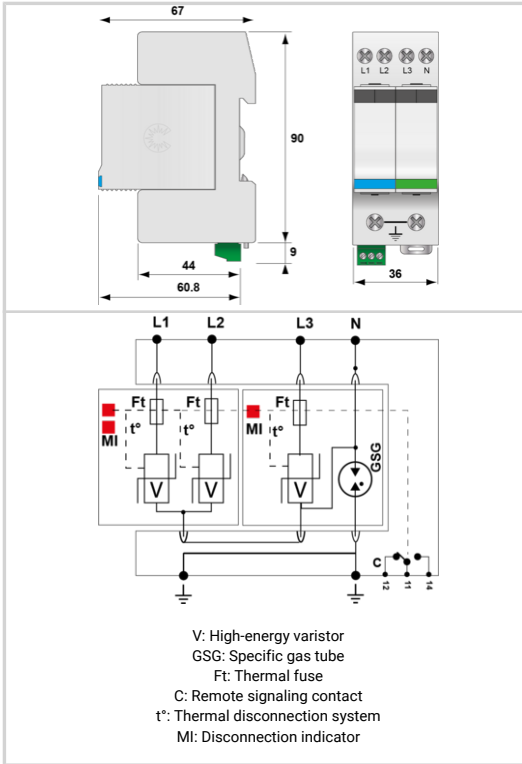 67
90
9
44
60.8
L1 L2 L3 N
36
L1 L2 L3 N
Ft Ft Ft
MI t° t° MI t°
V V V
GSG
C
12 11 14
V: High-energy varistor
GSG: Specific gas tube
Ft: Thermal fuse
C: Remote signaling contact
t°: Thermal disconnection system
MI: Disconnection indicator